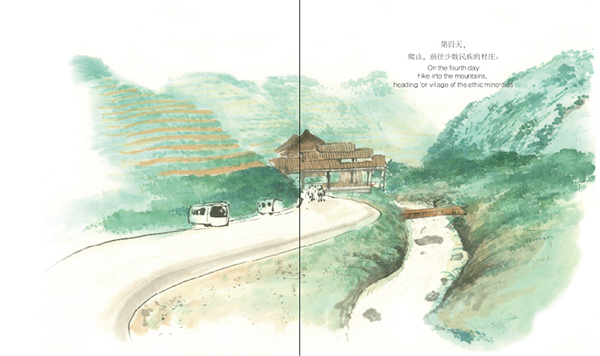 第四天，
爬山，前往少数民族的村庄。
On the fourth day
hike into the mountains,
heading for village of the ethic minorities